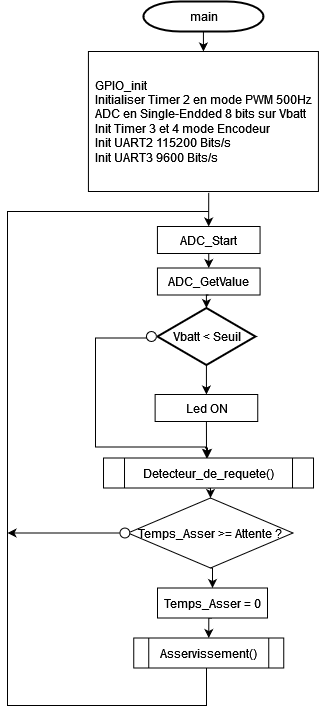 main
GPIO_init
Initialiser Timer 2 en mode PWM 500Hz
ADC en Single-Endded 8 bits sur Vbatt
Init Timer 3 et 4 mode Encodeur
Init UART2 115200 Bits/s
Init UART3 9600 Bits/s
ADC_Start
ADC_GetValue
Vbatt < Seuil
Led ON
Detecteur_de_requete()
Temps_Asser >= Attente ?
Temps_Asser = 0
Asservissement()